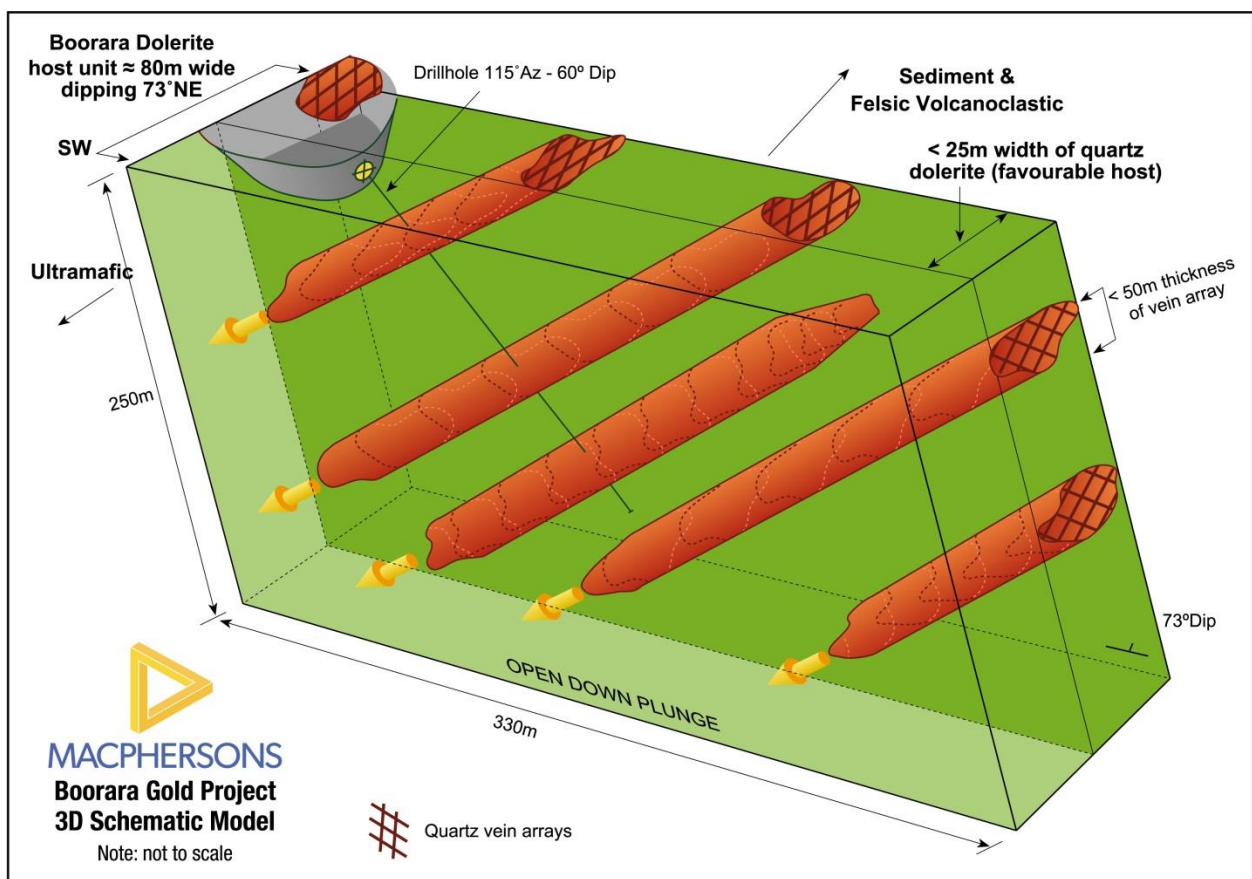 Boorara Dolerite
host unit ≈ 80m wide
dipping 73˚NE
SW
Drillhole 115˚Az - 60º Dip
Sediment &
Felsic Volcanoclastic
< 25m width of quartz
dolerite (favourable host)
Ultramafic
< 50m thickness
of vein array
250m
73ºDip
OPEN DOWN PLUNGE
330m
MACPHERSONS
Boorara Gold Project
3D Schematic Model
Note: not to scale
Quartz vein arrays